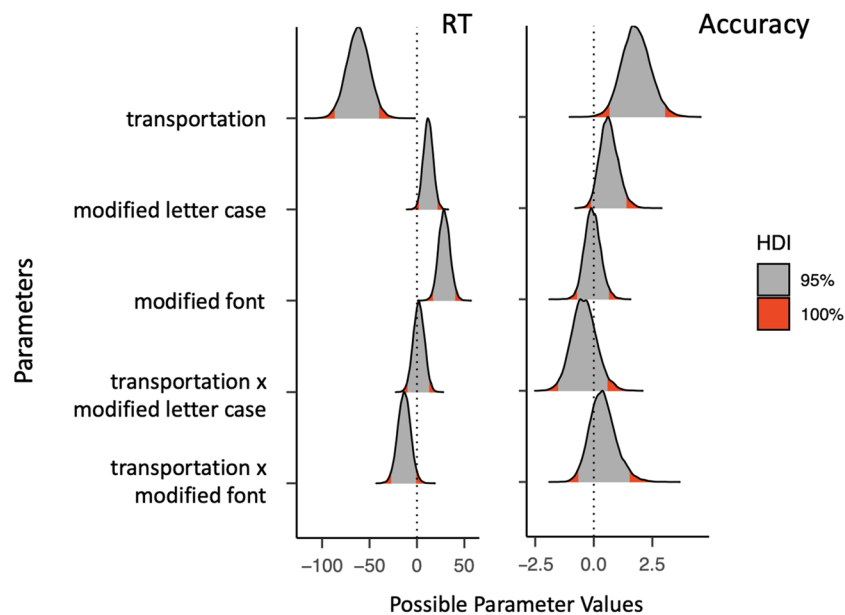 RT
Accuracy
transportation
modified letter case
modified font
transportation x
modified letter case
transportation x
modified font
Parameters
HDI
95%
100%
−100 −50 0 50
−2.5 0.0 2.5
Possible Parameter Values